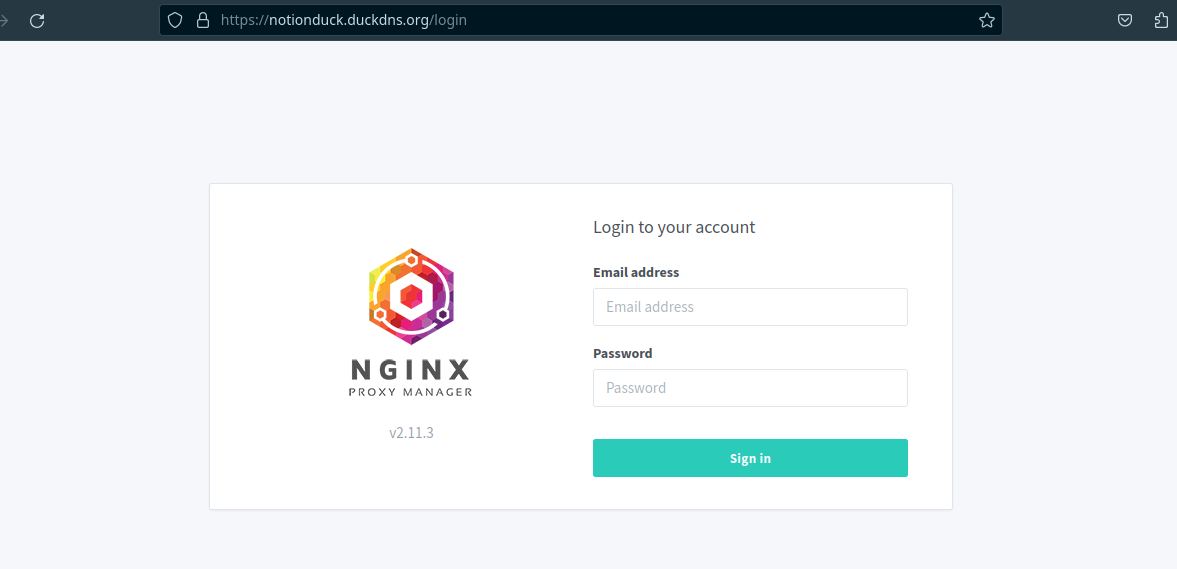 https://notionduck.duckdns.org/login
Login to your account
Email address
Email address
Password
Password
Sign in
NGINX
PROXY MANAGER
v2.11.3